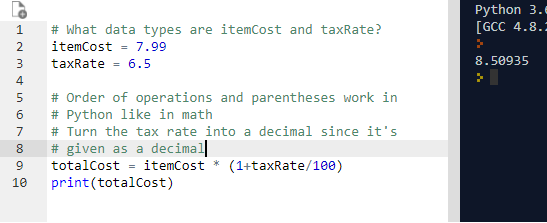 1 # What data types are itemCost and taxRate?
2 itemCost = 7.99
3 taxRate = 6.5
4
5 # Order of operations and parentheses work in
6 # Python like in math
7 # Turn the tax rate into a decimal since it's
8 # given as a decimal
9 totalCost = itemCost * (1+taxRate/100)
10 print(totalCost)
Python 3.
[GCC 4.8.
8.50935